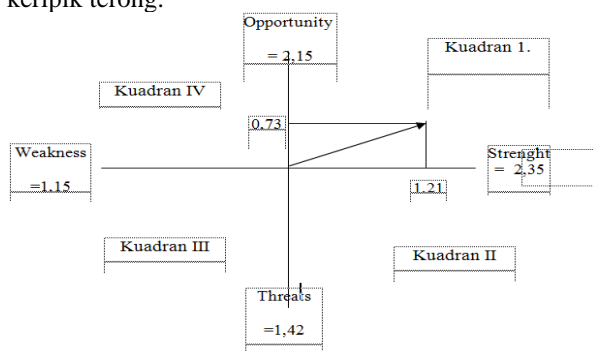 keripik terong.
Opportunity
= 2,15
Kuadran 1.
Kuadran IV
0.73
Weakness
=1.15
Strenght
= 2,35
1.21
Kuadran III
Kuadran II
Threats
=1,42